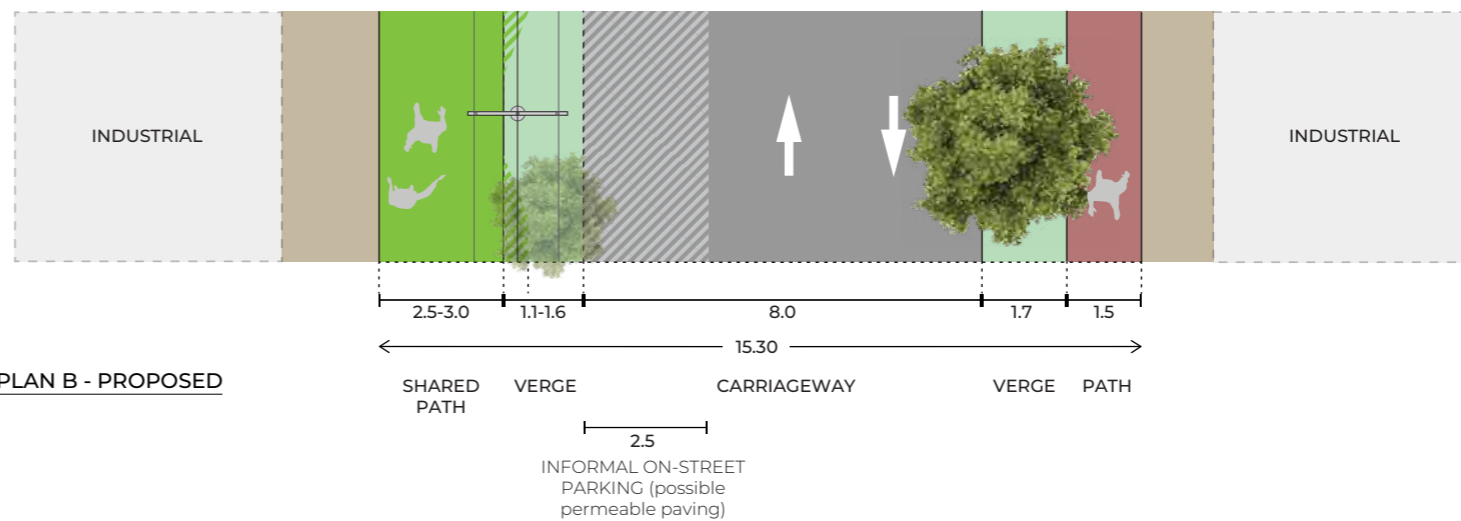 INDUSTRIAL
INDUSTRIAL
2.5-3.0
1.1-1.6
8.0
1.7
1.5
15.30
PLAN B - PROPOSED
SHARED
PATH
VERGE
CARRIAGEWAY
VERGE
PATH
2.5
INFORMAL ON-STREET
PARKING (possible
permeable paving)